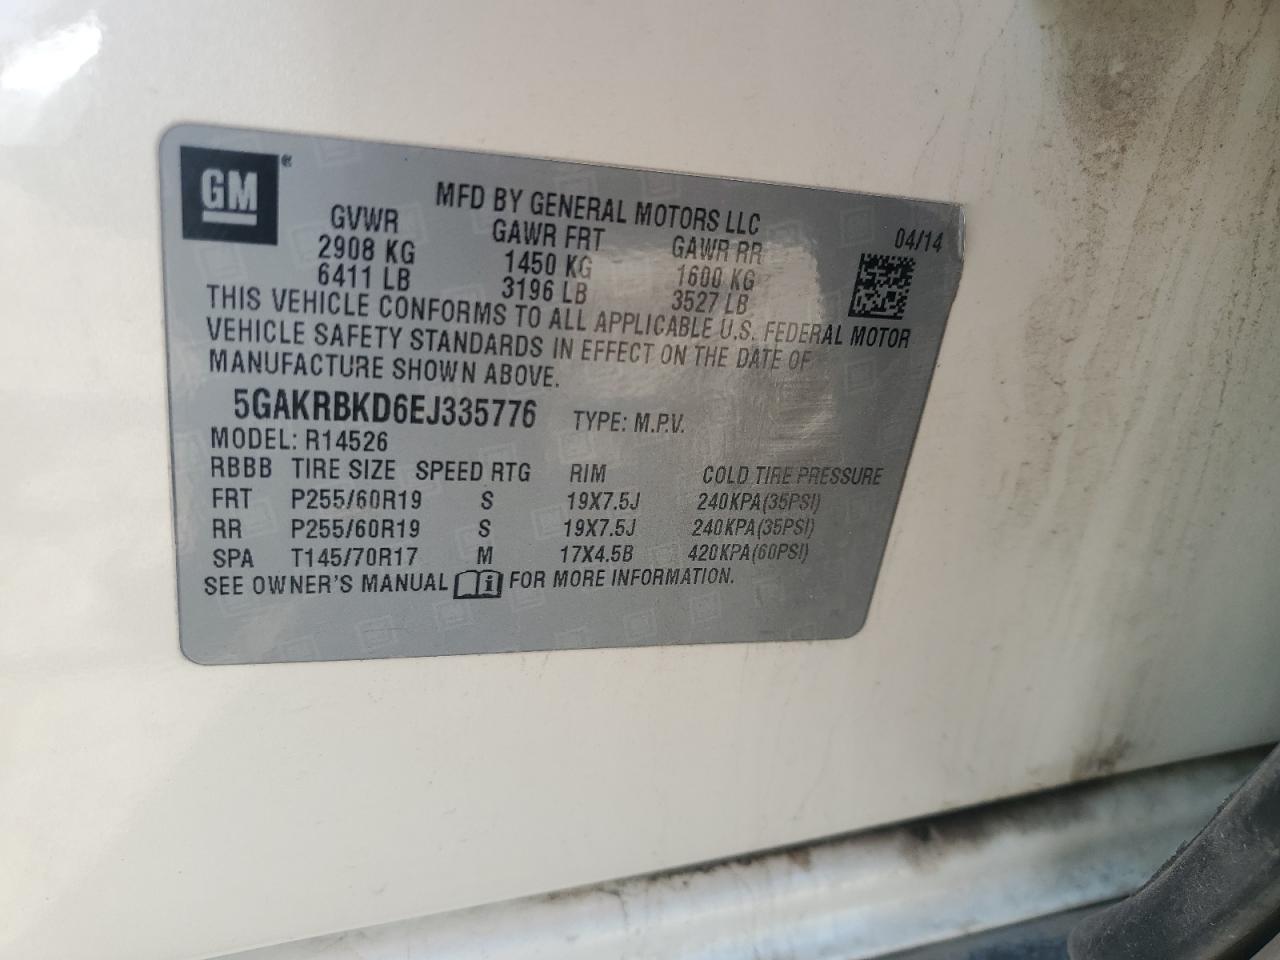 GM ®
MFD BY GENERAL MOTORS LLC
04/14
GVWR GAWR FRT GAWR RR
2908 KG 1450 KG 1600 KG
6411 LB 3196 LB 3527 LB
THIS VEHICLE CONFORMS TO ALL APPLICABLE U.S. FEDERAL MOTOR
VEHICLE SAFETY STANDARDS IN EFFECT ON THE DATE OF
MANUFACTURE SHOWN ABOVE.
5GAKRBKD6EJ335776 TYPE: M.P.V.
MODEL: R14526
RBBB TIRE SIZE SPEED RTG RIM COLD TIRE PRESSURE
FRT P255/60R19 S 19X7.5J 240KPA(35PSI)
RR P255/60R19 S 19X7.5J 240KPA(35PSI)
SPA T145/70R17 M 17X4.5B 420KPA(60PSI)
SEE OWNER'S MANUAL i FOR MORE INFORMATION.